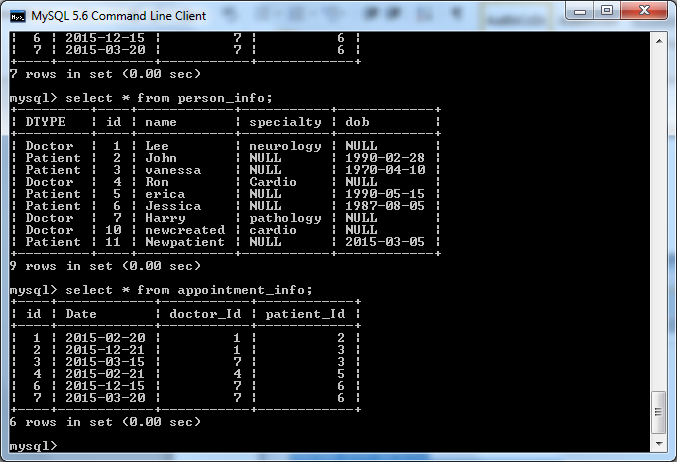 MySQL 5.6 Command Line Client
| 6 | 2015-12-15 | 7 | 6 |
| 7 | 2015-03-20 | 7 | 6 |
+----+------------+-----------+------------+
7 rows in set (0.00 sec)
mysql> select * from person_info;
+---------+----+------------+-----------+------------+
| DTYPE | id | name | specialty | dob |
+---------+----+------------+-----------+------------+
| Doctor | 1 | Lee | neurology | NULL |
| Patient | 2 | John | NULL | 1990-02-28 |
| Patient | 3 | vanessa | NULL | 1970-04-10 |
| Doctor | 4 | Ron | Cardio | NULL |
| Patient | 5 | erica | NULL | 1990-05-15 |
| Patient | 6 | Jessica | NULL | 1987-08-05 |
| Doctor | 7 | Harry | pathology | NULL |
| Doctor | 10 | newcreated | cardio | NULL |
| Patient | 11 | Newpatient | NULL | 2015-03-05 |
+---------+----+------------+-----------+------------+
9 rows in set (0.00 sec)
mysql> select * from appointment_info;
+----+------------+-----------+------------+
| id | Date | doctor_Id | patient_Id |
+----+------------+-----------+------------+
| 1 | 2015-02-20 | 1 | 2 |
| 2 | 2015-12-21 | 1 | 3 |
| 3 | 2015-03-15 | 7 | 3 |
| 4 | 2015-02-21 | 4 | 5 |
| 6 | 2015-12-15 | 7 | 6 |
| 7 | 2015-03-20 | 7 | 6 |
+----+------------+-----------+------------+
6 rows in set (0.00 sec)
mysql>